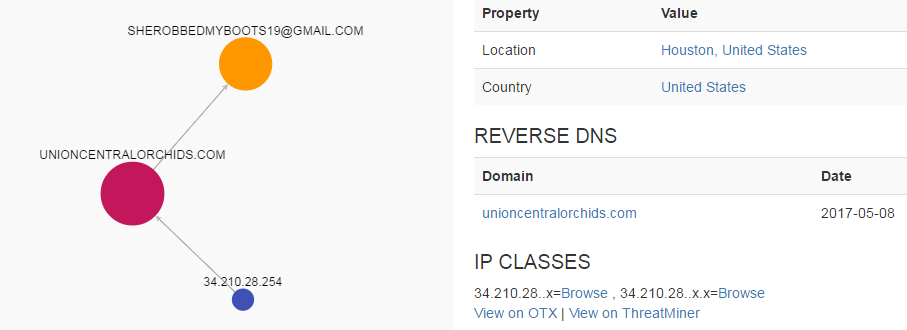 SHEROBBEDMYBOOTS19@GMAIL.COM
UNIONCENTRALORCHIDS.COM
34.210.28.254
Property Value
Location Houston, United States
Country United States
REVERSE DNS
Domain Date
unioncentralorchids.com 2017-05-08
IP CLASSES
34.210.28..x=Browse , 34.210.28..x.x=Browse
View on OTX | View on ThreatMiner